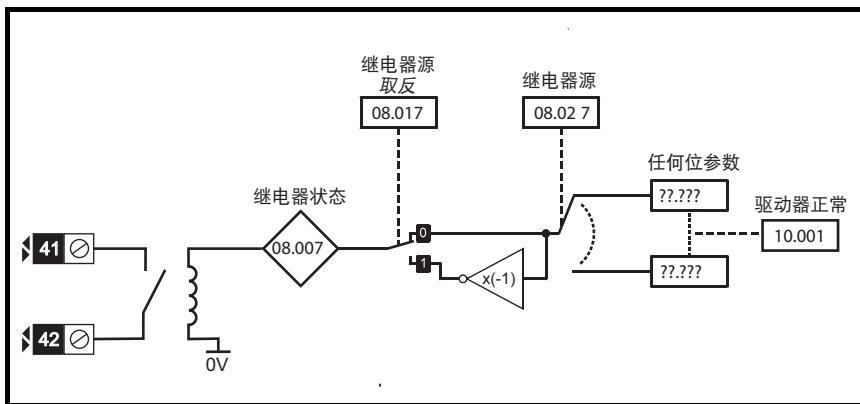 继电器源
取反
08.017
继电器源
08.02 7
任何位参数
??.???
驱动器正常
10.001
??.???
继电器状态
08.007
0
1
x(-1)
41
42
0V